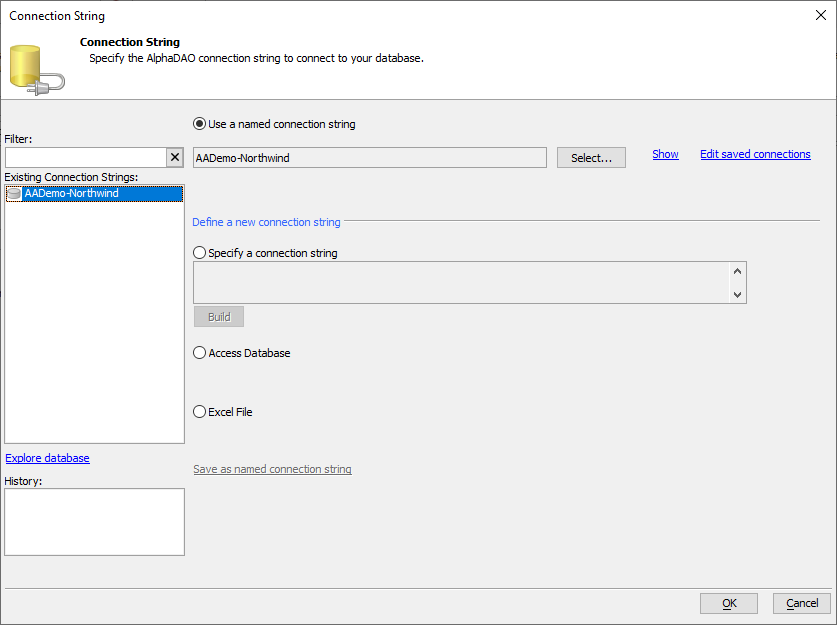 Connection String
Connection String
Specify the AlphaDAO connection string to connect to your database.
Use a named connection string
Filter:
AADemo-Northwind
Select...
Show
Edit saved connections
Existing Connection Strings:
AADemo-Northwind
Define a new connection string
Specify a connection string
Build
Access Database
Excel File
Explore database
Save as named connection string
History:
OK
Cancel